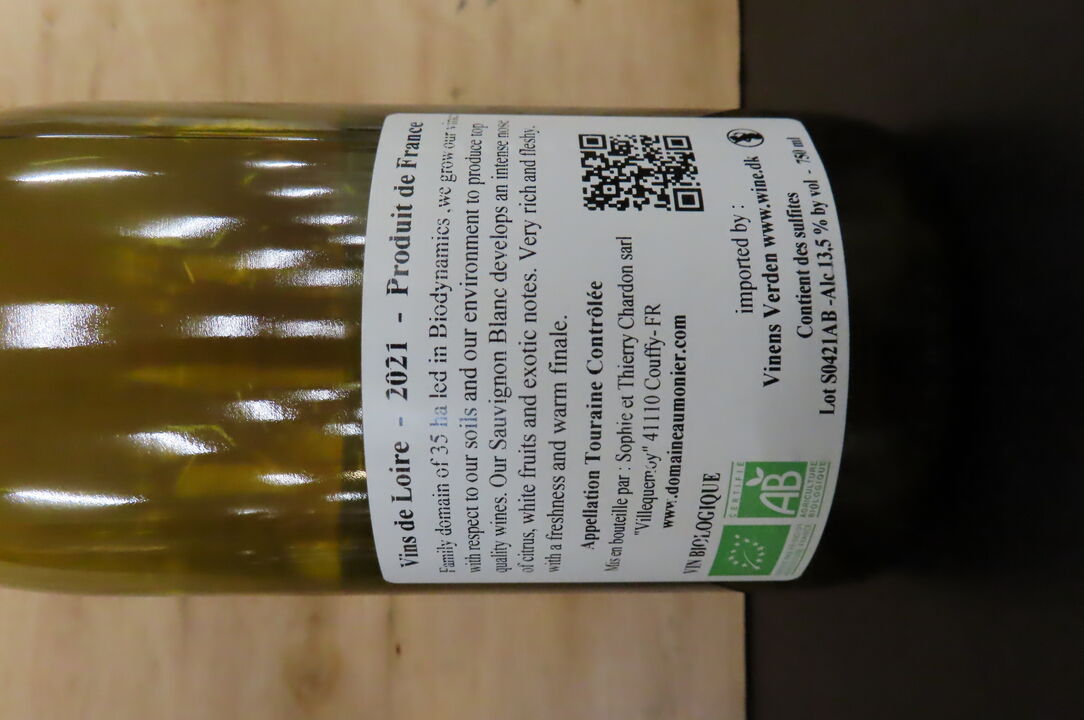 Vins de Loire - 2021 - Produit de France
Family domain of 35 ha led in Biodynamics, we grow our
with respect to our soils and our environment to produce top
quality wines. Our Sauvignon Blanc develops an intense nose
of citrus, white fruits and exotic notes. Very rich and fleshy,
with a freshness and warm finale.
Appellation Touraine Contrôlée
Mis en bouteille par : Sophie et Thierry Chardon sarl
"Villequemoy" 41110 Couffy- FR
www.domaineaumonier.com
VIN BIOLOGIQUE
CERTIFIÉ
AB
AGRICULTURE
BIOLOGIQUE
imported by :
Vinens Verden www.wine.dk
Contient des sulfites
Lot S0421AB -Alc 13,5 % by vol - 750 ml